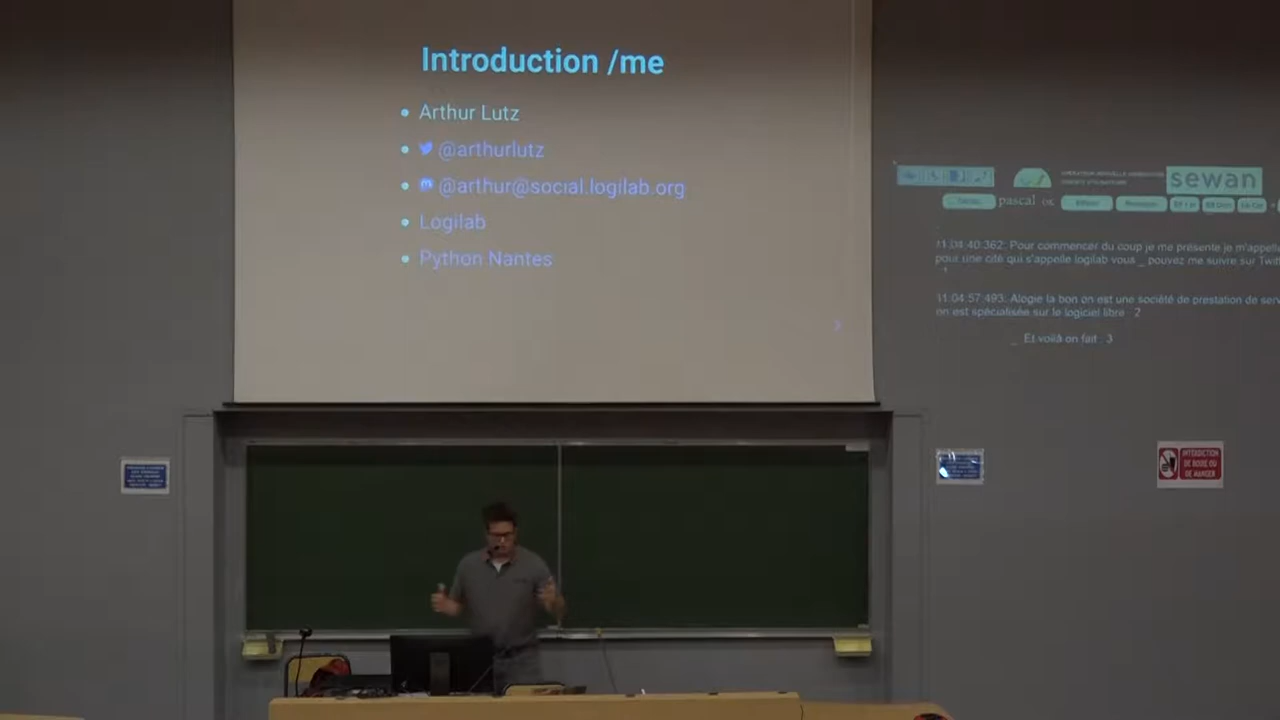 Introduction /me
Arthur Lutz
@arthurlutz
@arthur@social.logilab.org
Logilab
Python Nantes
sewan
pascal
11:04:40.362: Pour commencer du coup je me présente je m'appelle
pour une cité qui s'appelle logilab vous _ pouvez me suivre sur Twit
11:04:57.493: Alogie la bon on est une société de prestation de serv
on est spécialisée sur le logiciel libre : 2
_ Et voilà on fait : 3
INTERDICTION
DE BOIRE OU
DE MANGER